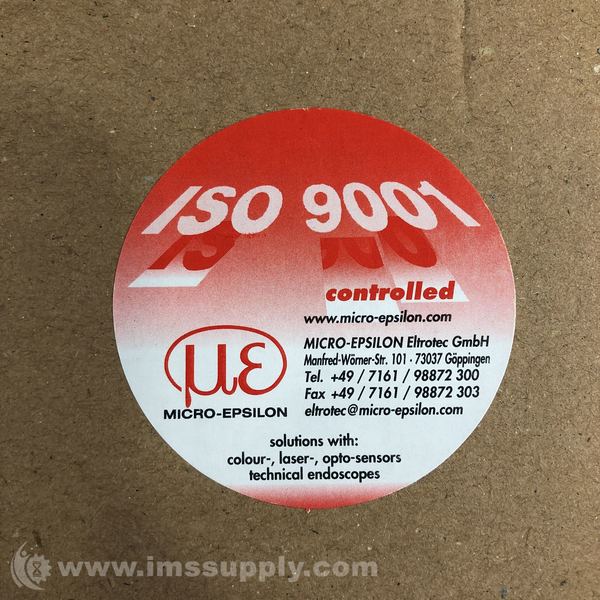 ISO 9001
controlled
www.micro-epsilon.com
MICRO-EPSILON Eltrotec GmbH
Manfred-Wörner-Str. 101 · 73037 Göppingen
Tel. +49 / 7161 / 98872 300
Fax +49 / 7161 / 98872 303
eltrotec@micro-epsilon.com
με
MICRO-EPSILON
solutions with:
colour-, laser-, opto-sensors
technical endoscopes
www.imssupply.com